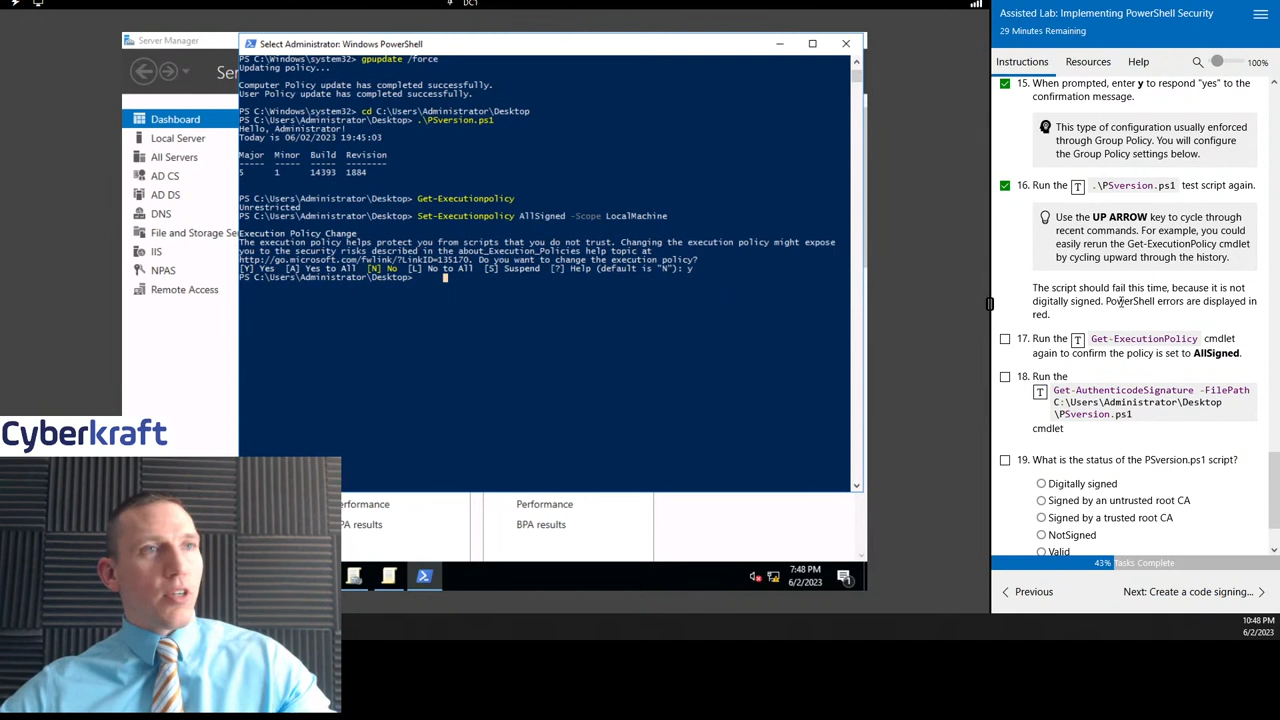 DC1
Server Manager
Ser
Dashboard
Local Server
All Servers
AD CS
AD DS
DNS
File and Storage Se
IIS
NPAS
Remote Access
Select Administrator: Windows PowerShell
PS C:\Windows\system32> gpupdate /force
Updating policy...
Computer Policy update has completed successfully.
User Policy update has completed successfully.
PS C:\Windows\system32> cd C:\Users\Administrator\Desktop
PS C:\Users\Administrator\Desktop> .\PSversion.ps1
Hello, Administrator!
Today is 06/02/2023 19:45:03
Major Minor Build Revision
----- ----- ----- --------
5 1 14393 1884
PS C:\Users\Administrator\Desktop> Get-Executionpolicy
Unrestricted
PS C:\Users\Administrator\Desktop> Set-Executionpolicy AllSigned -Scope LocalMachine
Execution Policy Change
The execution policy helps protect you from scripts that you do not trust. Changing the execution policy might expose
you to the security risks described in the about_Execution_Policies help topic at
http://go.microsoft.com/fwlink/?LinkID=135170. Do you want to change the execution policy?
[Y] Yes [A] Yes to All [N] No [L] No to All [S] Suspend [?] Help (default is "N"): y
PS C:\Users\Administrator\Desktop>
erformance
PA results
Performance
BPA results
7:48 PM
6/2/2023
Cyberkraft
Assisted Lab: Implementing PowerShell Security
29 Minutes Remaining
Instructions Resources Help 100%
15. When prompted, enter y to respond "yes" to the
confirmation message.
This type of configuration usually enforced
through Group Policy. You will configure
the Group Policy settings below.
16. Run the T .\PSversion.ps1 test script again.
Use the UP ARROW key to cycle through
recent commands. For example, you could
easily rerun the Get-ExecutionPolicy cmdlet
by cycling upward through the history.
The script should fail this time, because it is not
digitally signed. PowerShell errors are displayed in
red.
17. Run the T Get-ExecutionPolicy cmdlet
again to confirm the policy is set to AllSigned.
18. Run the
T Get-AuthenticodeSignature -FilePath
C:\Users\Administrator\Desktop
\PSversion.ps1
cmdlet
19. What is the status of the PSversion.ps1 script?
Digitally signed
Signed by an untrusted root CA
Signed by a trusted root CA
NotSigned
Valid
43% Tasks Complete
Previous
Next: Create a code signing...
10:48 PM
6/2/2023